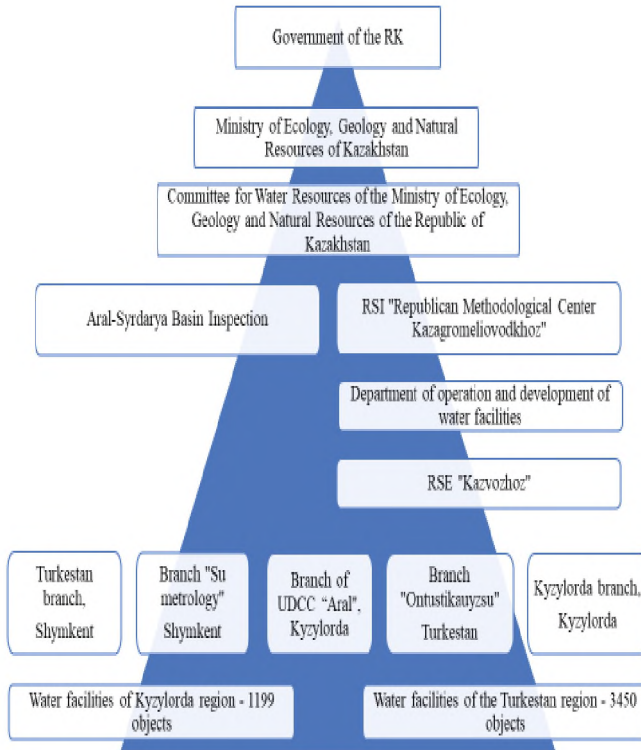 Government of the RK
Ministry of Ecology, Geology and Natural
Resources of Kazakhstan
Committee for Water Resources of the Ministry of Ecology,
Geology and Natural Resources of the Republic of
Kazakhstan
Aral-Syrdarya Basin Inspection
RSI "Republican Methodological Center
Kazagromeliovodkhoz"
Department of operation and development of
water facilities
RSE "Kazvozhoz"
Turkestan
branch,
Shymkent
Branch "Su
metrology"
Shymkent
Branch of
UDCC “Aral",
Kyzylorda
Branch
"Ontustikauyzsu"
Turkestan
Kyzylorda branch,
Kyzylorda
Water facilities of Kyzylorda region - 1199
objects
Water facilities of the Turkestan region - 3450
objects